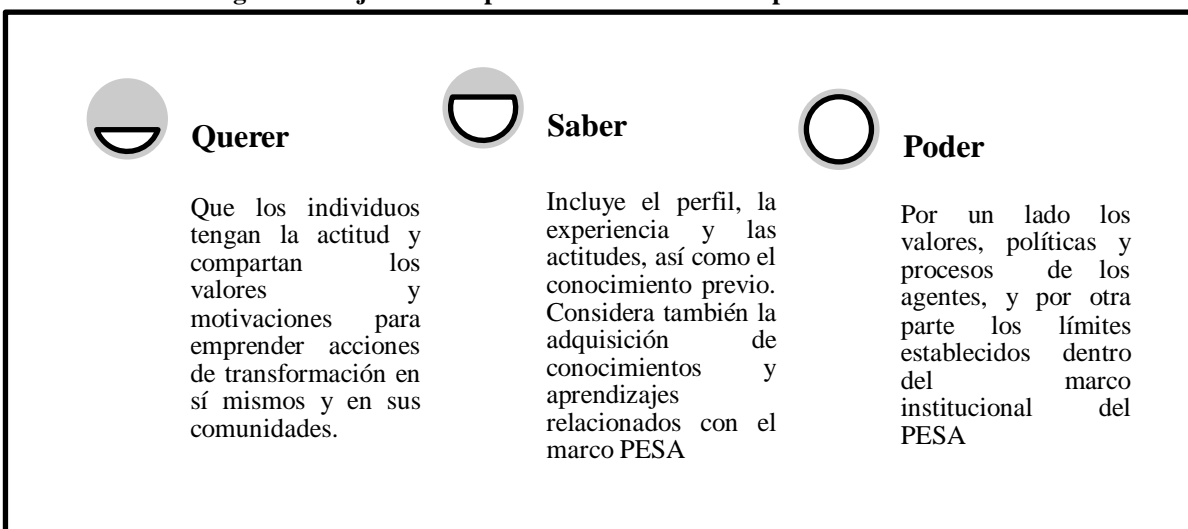 Querer
Que los individuos
tengan la actitud y
compartan los
valores y
motivaciones para
emprender acciones
de transformación en
sí mismos y en sus
comunidades.
Saber
Incluye el perfil, la
experiencia y las
actitudes, así como el
conocimiento previo.
Considera también la
adquisición de
conocimientos y
aprendizajes
relacionados con el
marco PESA
Poder
Por un lado los
valores, políticas y
procesos de los
agentes, y por otra
parte los límites
establecidos dentro
del marco
institucional del
PESA